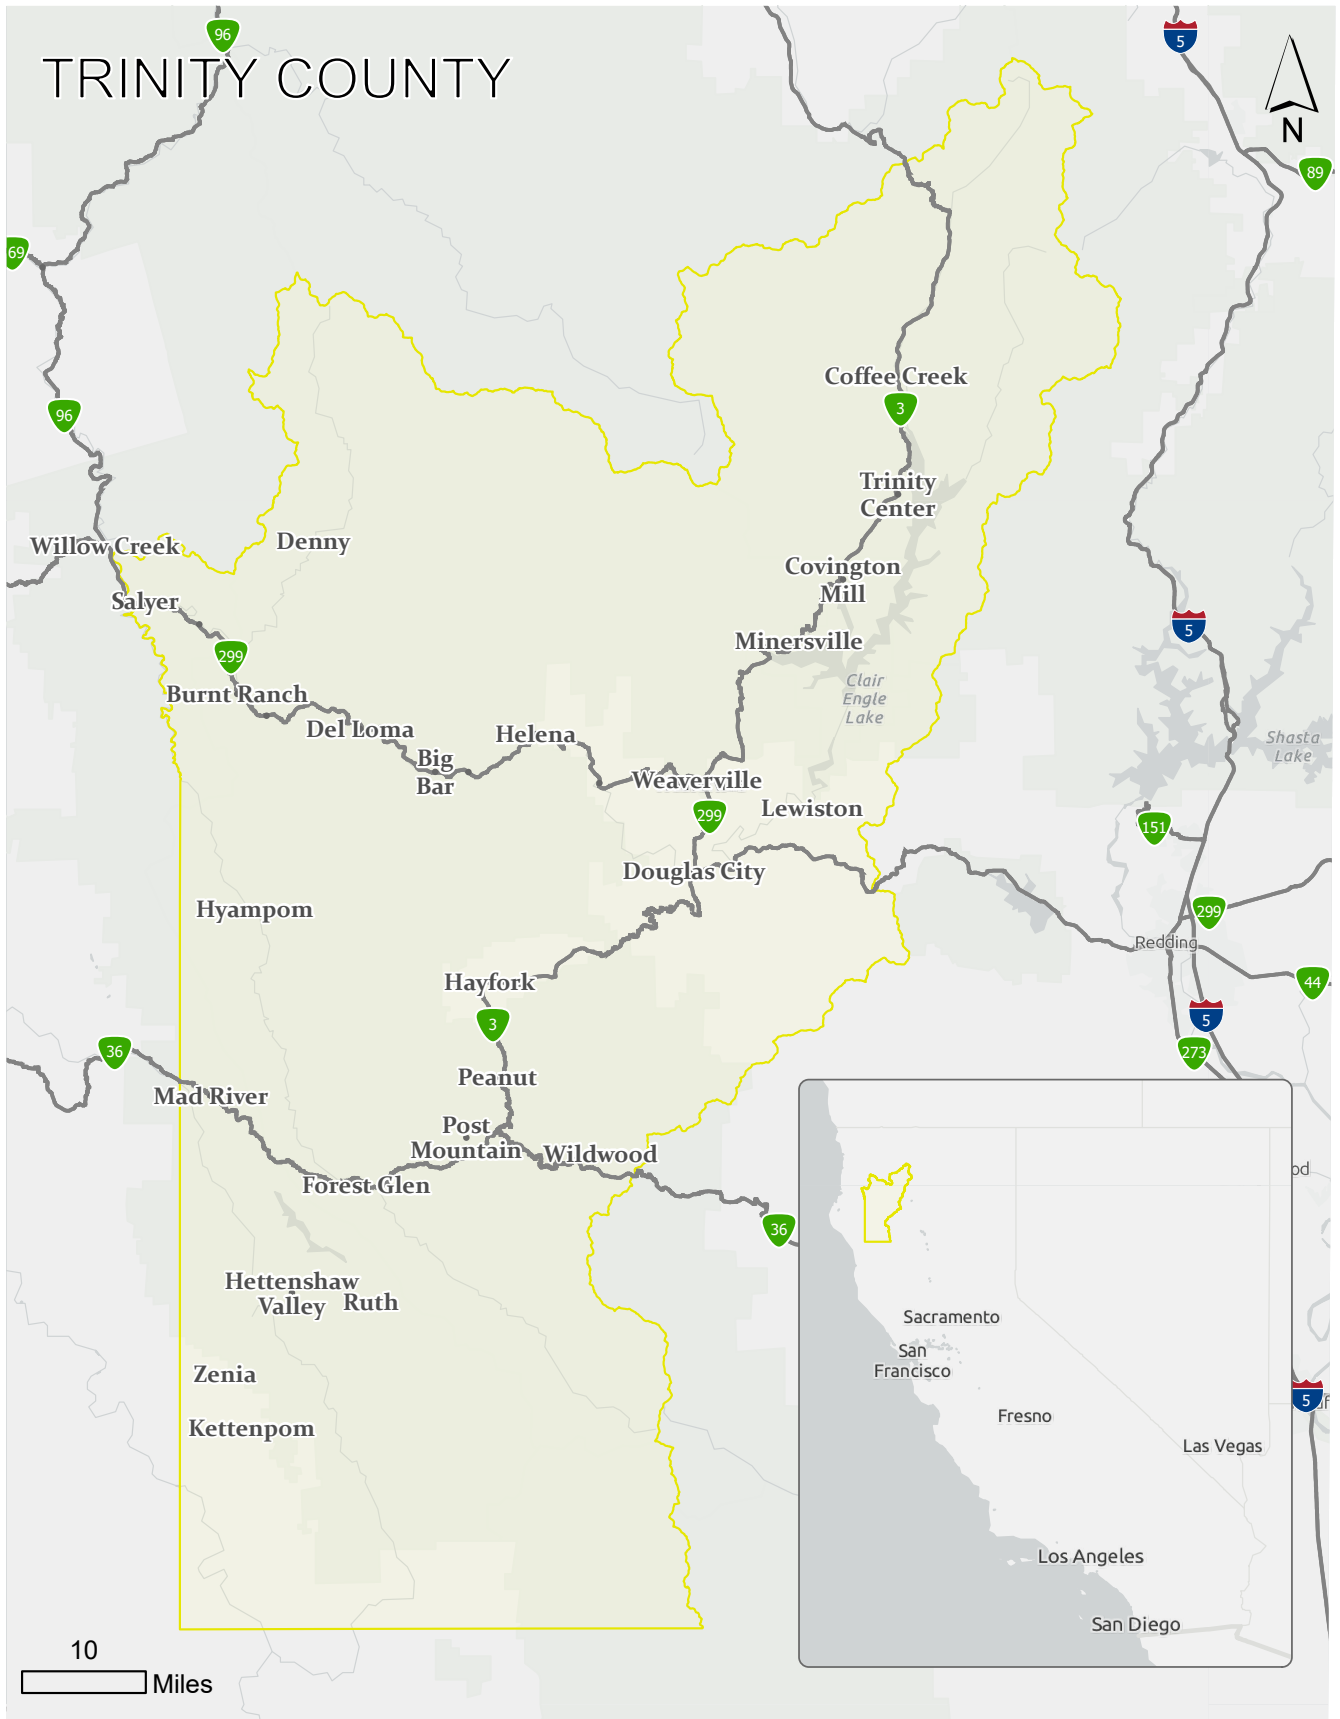 96
5
TRINITY COUNTY
N
89
69
Coffee Creek
3
96
Trinity
Center
Denny
Willow Creek
Covington
Mill
Salyer
5
Minersville
299
Clair
Engle
Lake
Burnt Ranch
Del Loma
Helena
Shasta
Lake
Big
Bar
Weaverville
Lewiston
299
151
Douglas City
Hyampom
299
Redding
Hayfork
44
3
5
36
273
Peanut
Mad River
Post
Mountain
Wildwood
Forest Glen
od
36
Hettenshaw
Valley
Ruth
Sacramento
San
Francisco
Zenia
5
Fresno
Kettenpom
Las Vegas
Los Angeles
San Diego
10
Miles